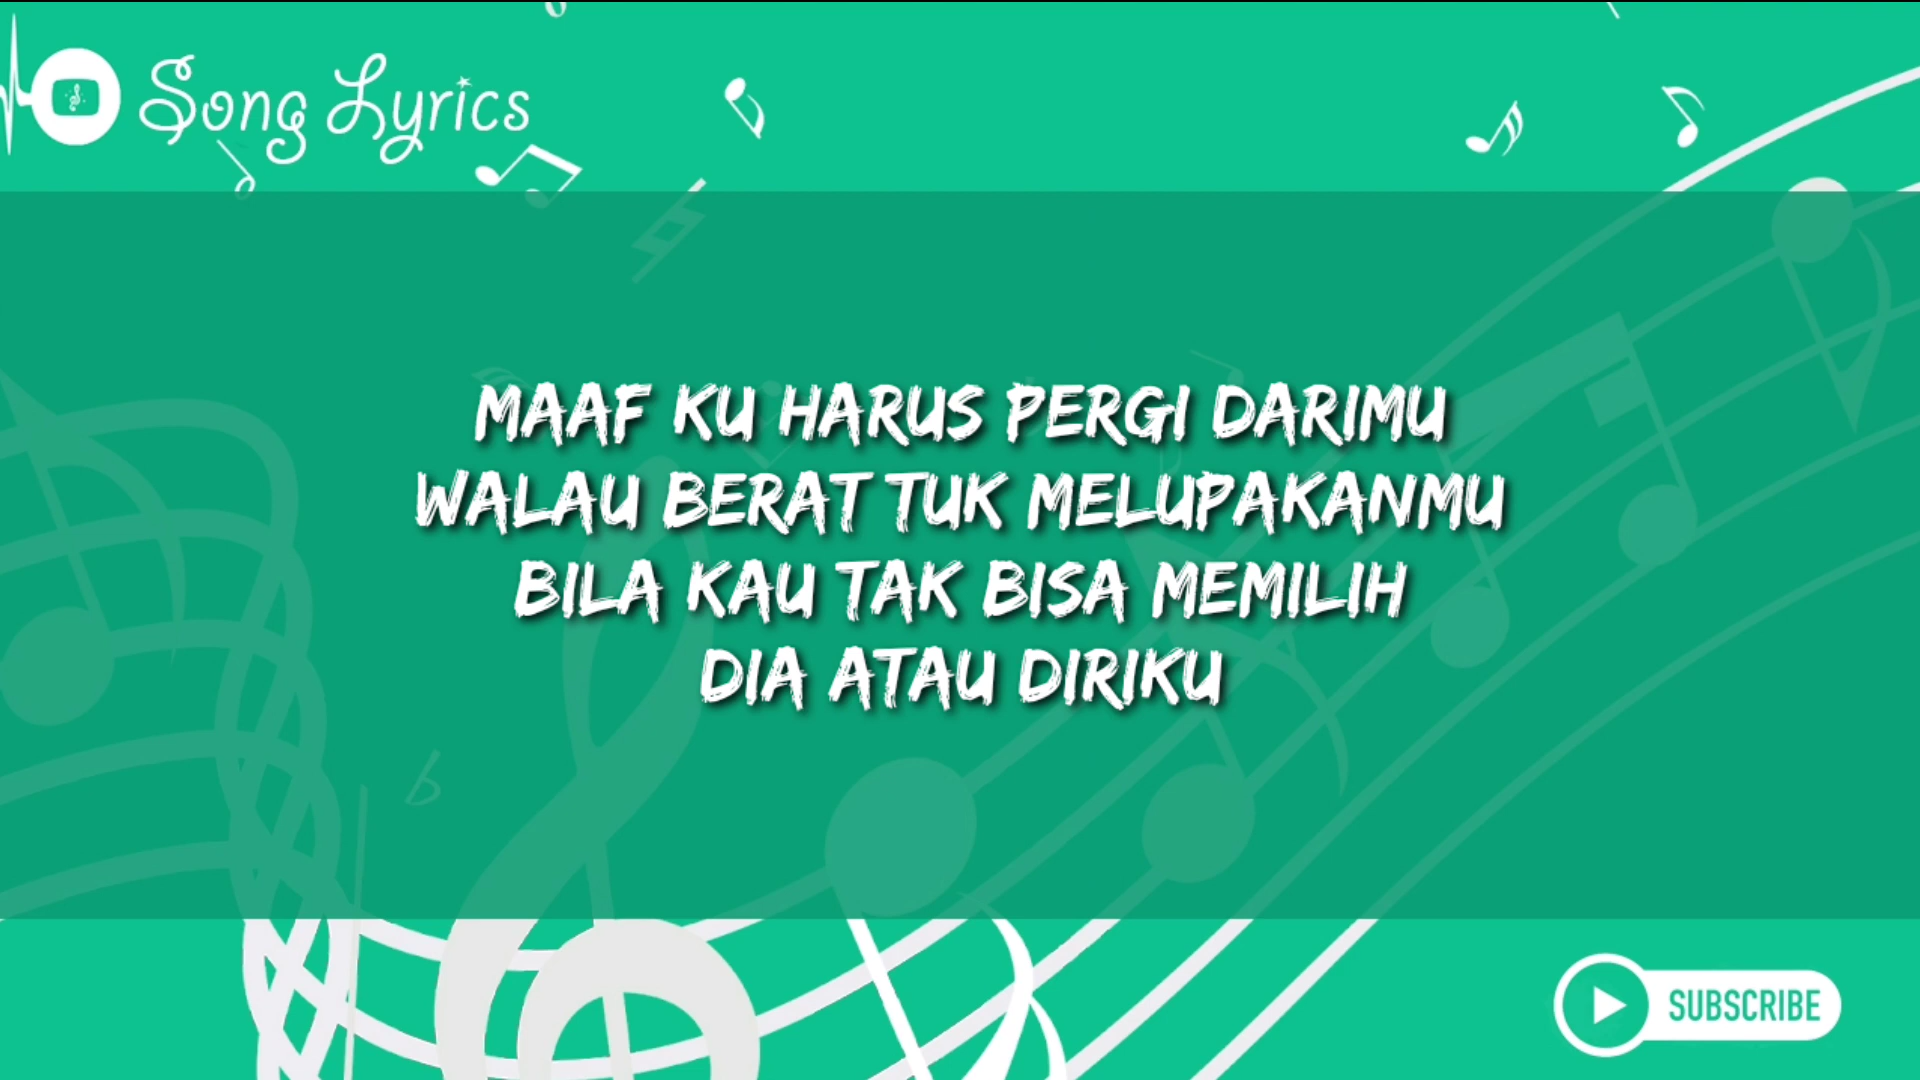 Song Lyrics
MAAF KU HARUS PERGI DARIMU
WALAU BERAT TUK MELUPAKANMU
BILA KAU TAK BISA MEMILIH
DIA ATAU DIRIKU
SUBSCRIBE